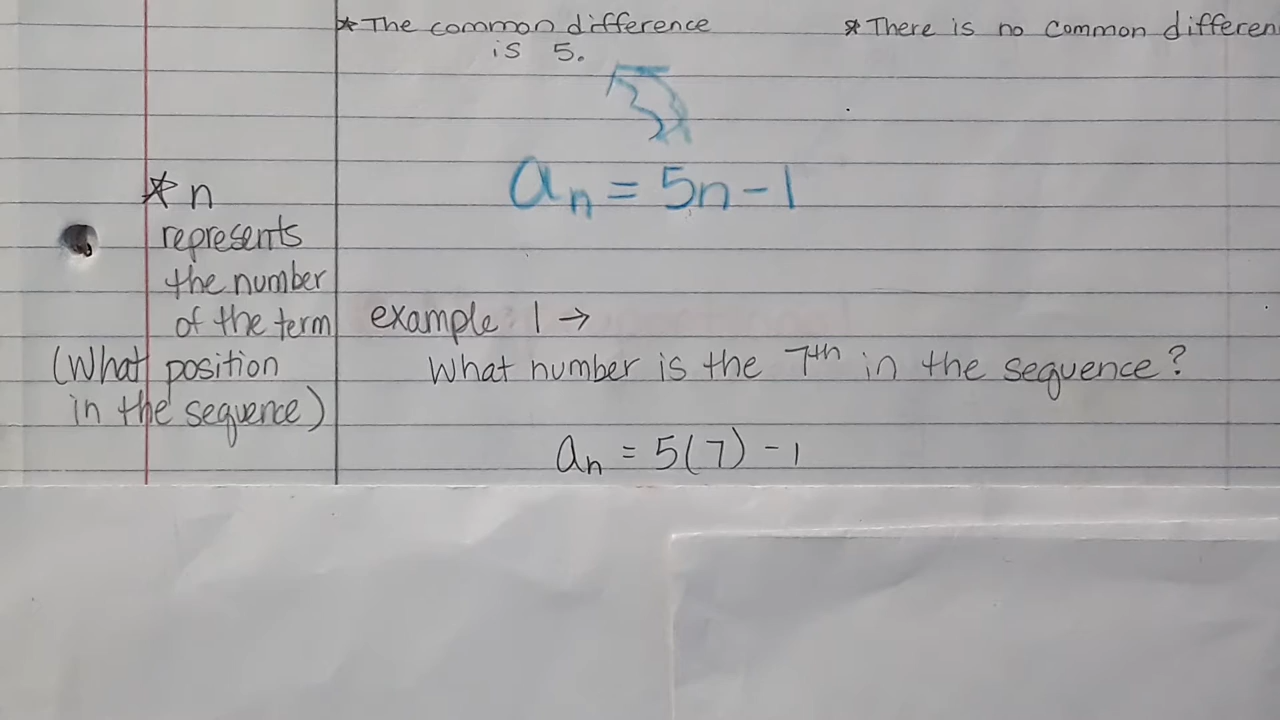 * The common difference
is 5.
* There is no common differen
aₙ = 5n - 1
* n
represents
the number
of the term
(What position
in the sequence)
example: 1 →
What number is the 7th in the sequence?
aₙ = 5(7) - 1